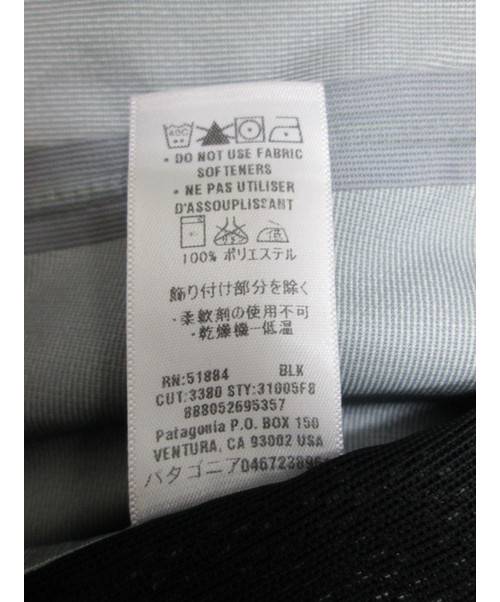 40C
• DO NOT USE FABRIC
SOFTENERS
• NE PAS UTILISER
D'ASSOUPLISSANT
低
100% ポリエステル
飾り付け部分を除く
・柔軟剤の使用不可
・乾燥機－低温
RN:51884 BLK
CUT:3380 STY:31005F8
888052695357
Patagonia P.O. BOX 150
VENTURA, CA 93002 USA
パタゴニア